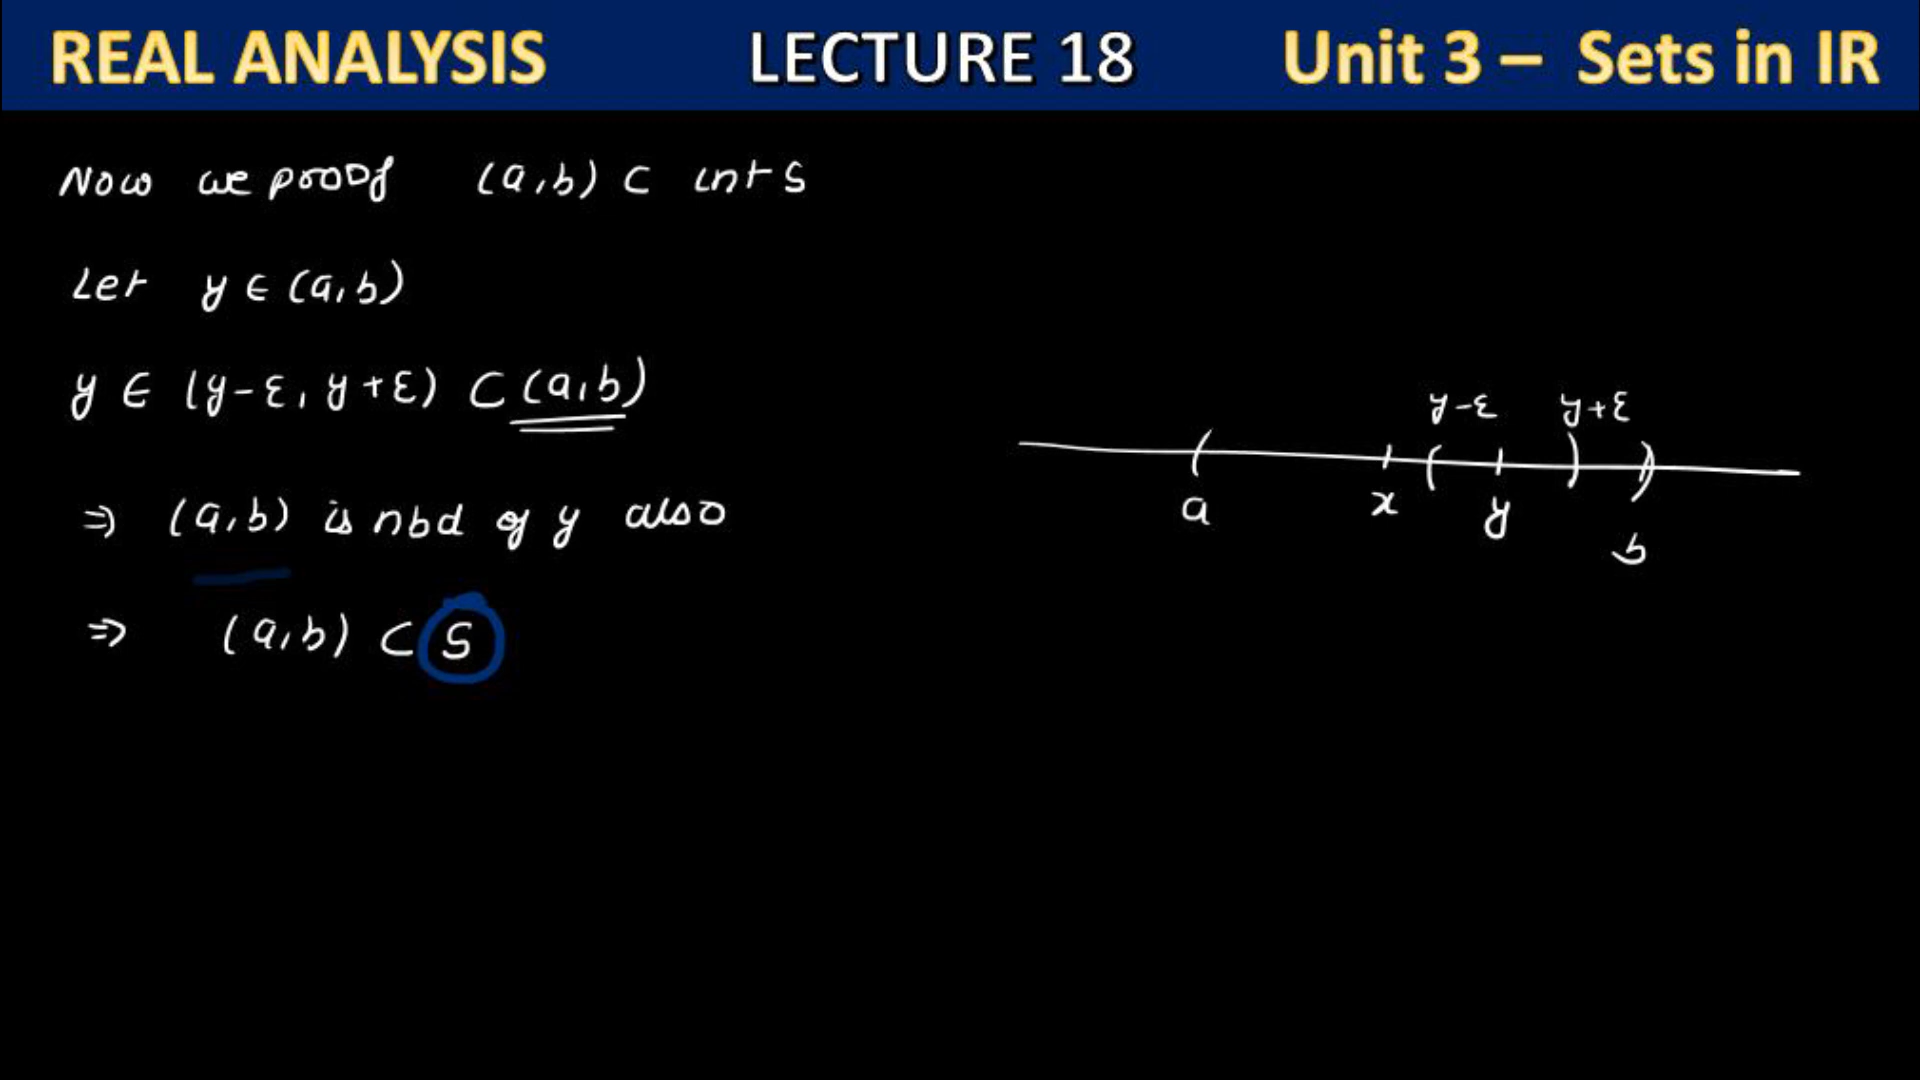 REAL ANALYSIS LECTURE 18 Unit 3 – Sets in IR
Now we proof (a,b) ⊂ int S
Let y ∈ (a,b)
y ∈ (y-ε, y+ε) ⊂ (a,b)
⇒ (a,b) is nbd of y also
⇒ (a,b) ⊂ S
y-ε y+ε
a x y b